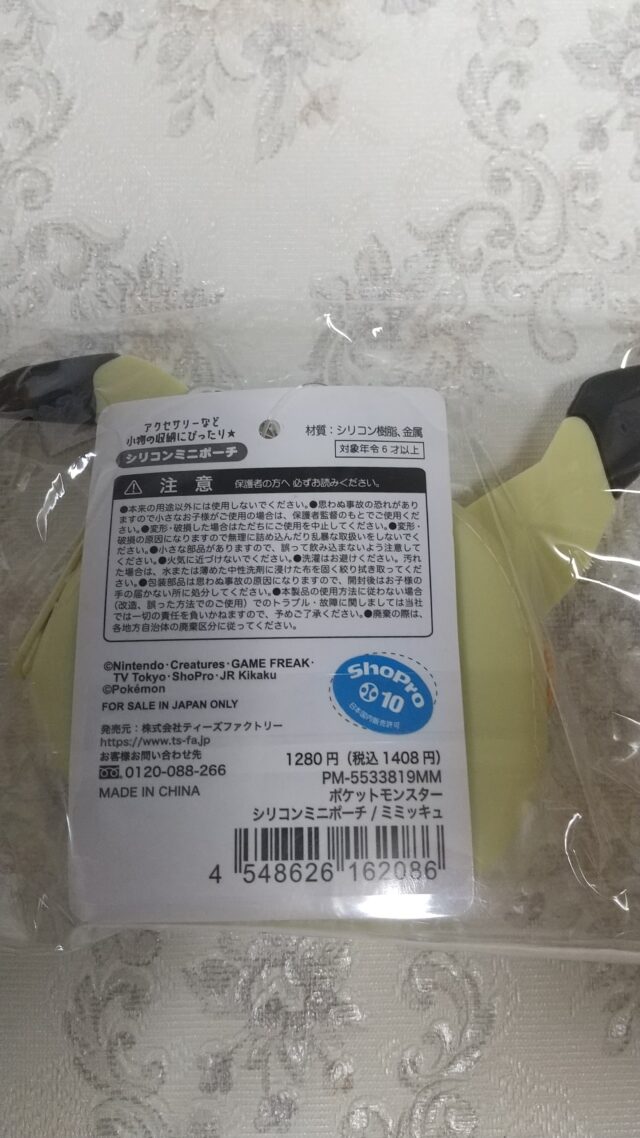 アクセサリーなど
小物の収納にぴったり★
シリコンミニポーチ
材質：シリコン樹脂、金属
対象年令6才以上
注意 保護者の方へ 必ずお読みください。
●本来の用途以外には使用しないでください。●思わぬ事故の恐れがあり
ますので小さなお子様がご使用の場合は、保護者監督のもとでご使用くだ
さい。●変形・破損した場合はただちにご使用を中止してください。●変形・
破損の原因になりますので無理に詰め込んだり乱暴な取扱いをしないでく
ださい。●小さな部品がありますので、誤って飲み込まないよう注意して
ください。●火気に近づけないでください。●洗濯はお避けください。汚れ
た場合は、水または薄めた中性洗剤に浸けた布を固く絞り拭き取ってくだ
さい。●包装部品は思わぬ事故の原因になりますので、開封後はお子様の
手の届かない所に処分してください。●本製品の使用方法に従わない場合
(改造、誤った方法でのご使用）でのトラブル・故障に関しましては当社
では一切の責任を負いかねますので、予めご了承ください。●廃棄の際は、
各地方自治体の廃棄区分に従ってください。
©Nintendo・Creatures・GAME FREAK・
TV Tokyo・ShoPro・JR Kikaku
©Pokémon
FOR SALE IN JAPAN ONLY
ShoPro
10
日本国内販売許可
発売元：株式会社ティーズファクトリー
https://www.ts-fa.jp
お客様お問い合わせ先
0120-088-266
MADE IN CHINA
1280円（税込1408円）
PM-5533819MM
ポケットモンスター
シリコンミニポーチ / ミミッキュ
4 548626 162086